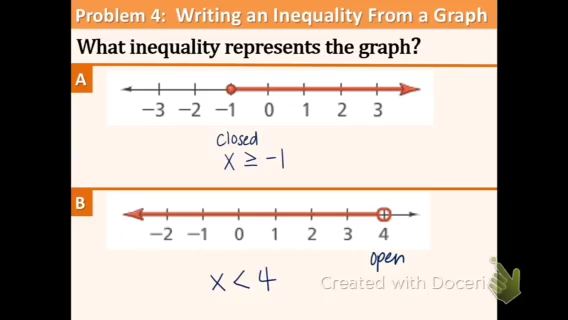 Problem 4: Writing an Inequality From a Graph
What inequality represents the graph?
A
−3 −2 −1 0 1 2 3
closed
x ≥ −1
B
−2 −1 0 1 2 3 4
open
x < 4
Created with Doceri